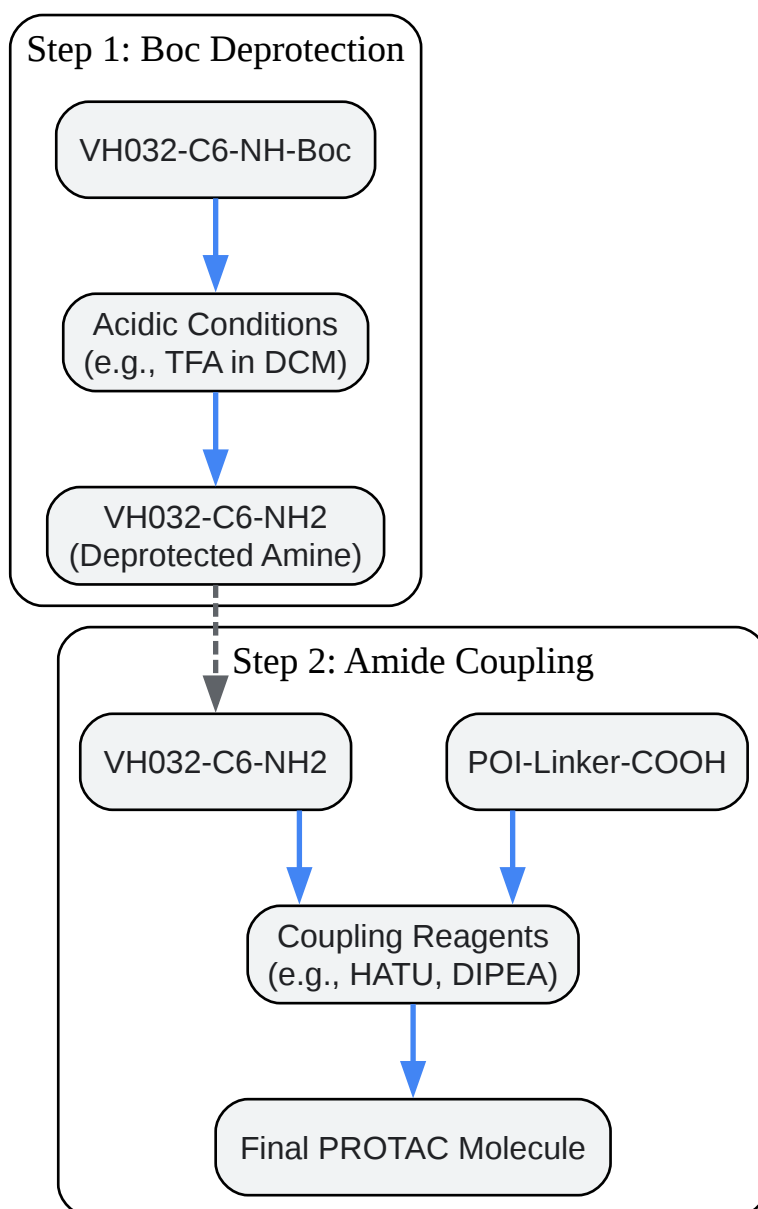 Step 1: Boc Deprotection
VH032-C6-NH-Boc
Acidic Conditions
(e.g., TFA in DCM)
VH032-C6-NH2
(Deprotected Amine)
Step 2: Amide Coupling
VH032-C6-NH2
POI-Linker-COOH
Coupling Reagents
(e.g., HATU, DIPEA)
Final PROTAC Molecule